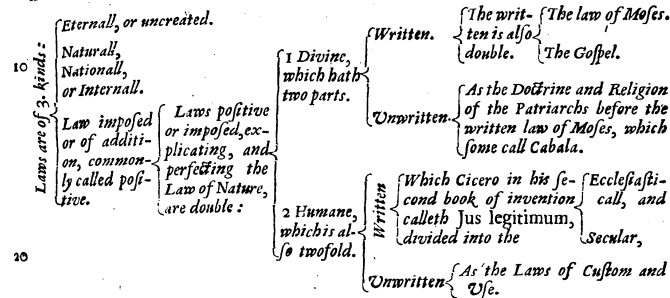 Laws are of 3. kinds:
Eternall, or uncreated.
Naturall,
10
Nationall,
or Internall.
Law imposed
or of additi-
on, common-
ly called posi-
tive.
Laws positive
or imposed, ex-
plicating, and
perfecting the
Law of Nature,
are double:
1 Divine,
which hath
two parts.
Written.
The writ-
ten is also
double.
The law of Moses.
The Gospel.
Unwritten
As the Doctrine and Religion
of the Patriarchs before the
written law of Moses, which
some call Cabala.
2 Humane,
which is al-
so twofold.
20
Written
Which Cicero in his se-
cond book of invention
calleth Jus legitimum,
divided into the
Ecclesiasti-
call, and
Secular,
Unwritten
As the Laws of Custom and
Use.